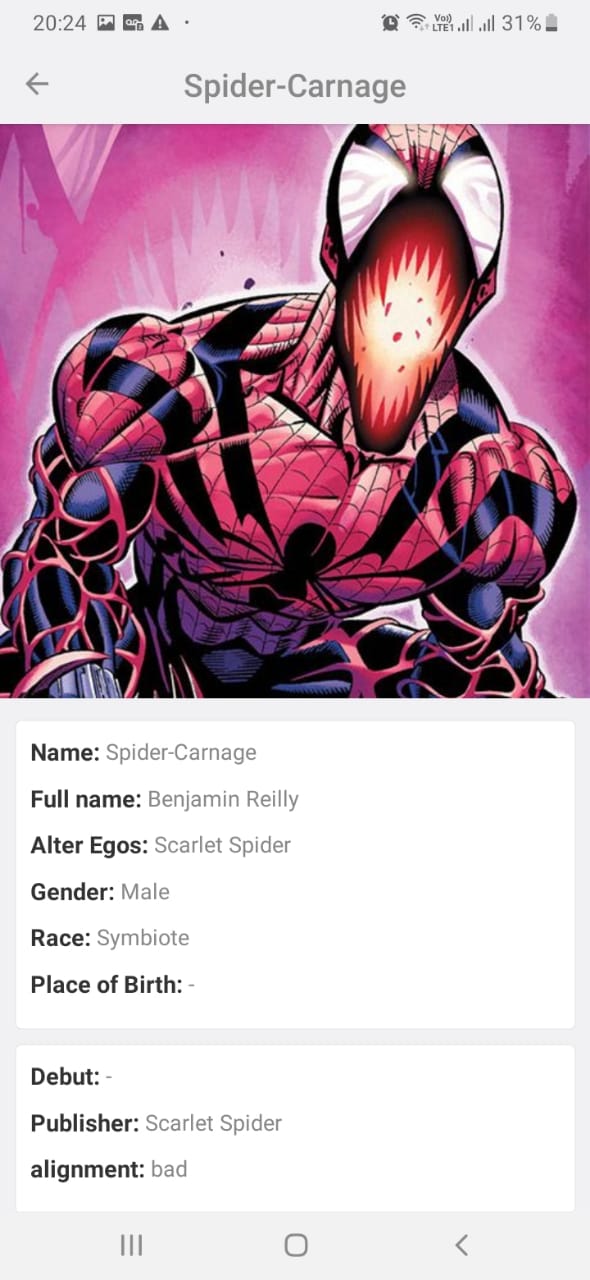 20:24 Vo) LTE1 31%
Spider-Carnage
Name: Spider-Carnage
Full name: Benjamin Reilly
Alter Egos: Scarlet Spider
Gender: Male
Race: Symbiote
Place of Birth: -
Debut: -
Publisher: Scarlet Spider
alignment: bad